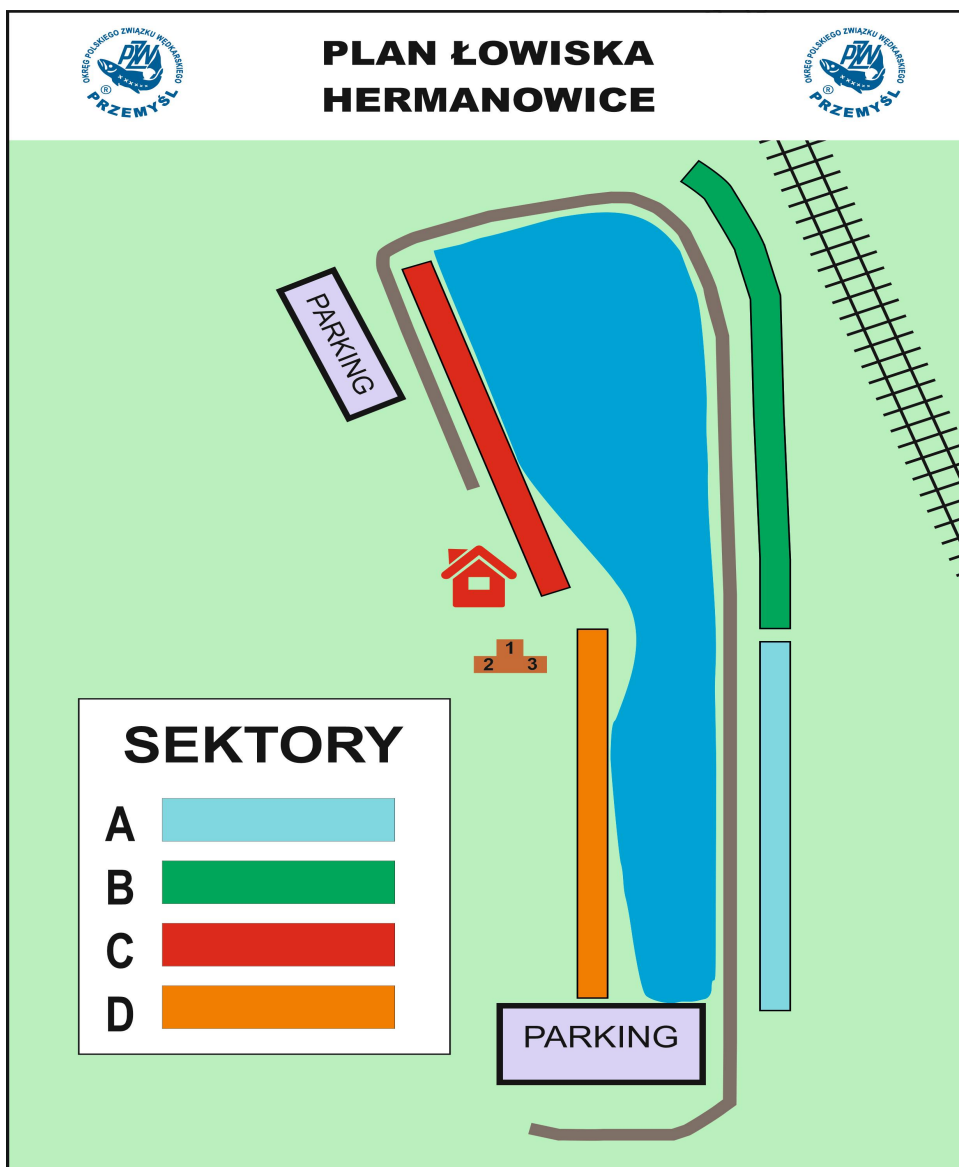 OKRĘG POLSKIEGO ZWIĄZKU WĘDKARSKIEGO
PZW
®
PRZEMYŚL
PLAN ŁOWISKA
HERMANOWICE
OKRĘG POLSKIEGO ZWIĄZKU WĘDKARSKIEGO
PZW
®
PRZEMYŚL
PARKING
1
2 3
SEKTORY
A
B
C
D
PARKING